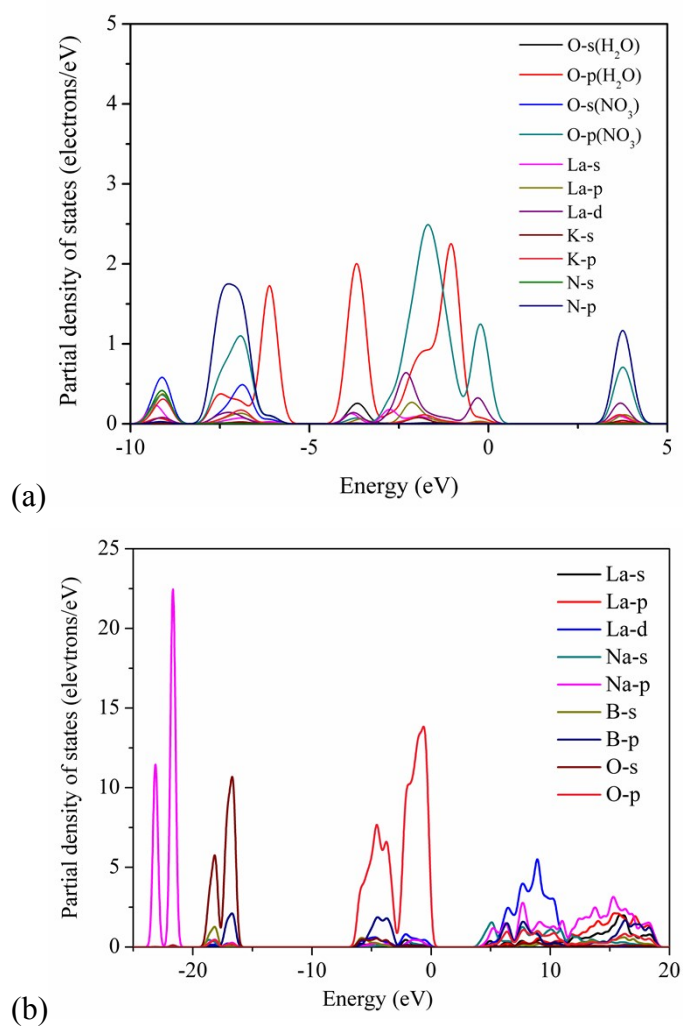 5
4
3
2
1
0
-10
-5
0
5
Partial density of states (electrons/eV)
Energy (eV)
O-s(H₂O)
O-p(H₂O)
O-s(NO₃)
O-p(NO₃)
La-s
La-p
La-d
K-s
K-p
N-s
N-p
(a)
25
20
15
10
5
0
-20
-10
0
10
20
Partial density of states (elevtrons/eV)
Energy (eV)
La-s
La-p
La-d
Na-s
Na-p
B-s
B-p
O-s
O-p
(b)